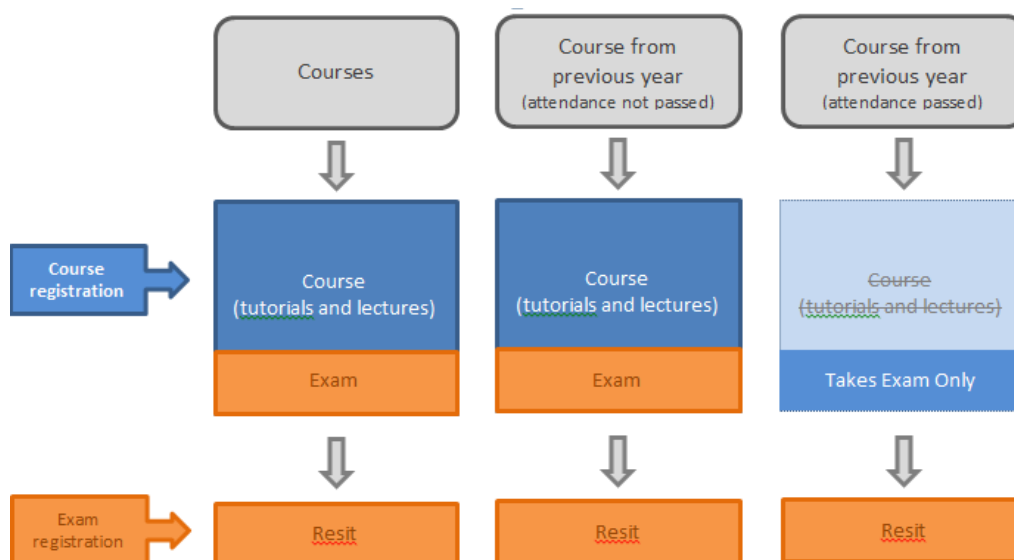 Courses
Course from
previous year
(attendance not passed)
Course from
previous year
(attendance passed)
Course
registration
Course
(tutorials and lectures)
Course
(tutorials and lectures)
Course
(tutorials and lectures)
Exam
Exam
Takes Exam Only
Exam
registration
Resit
Resit
Resit